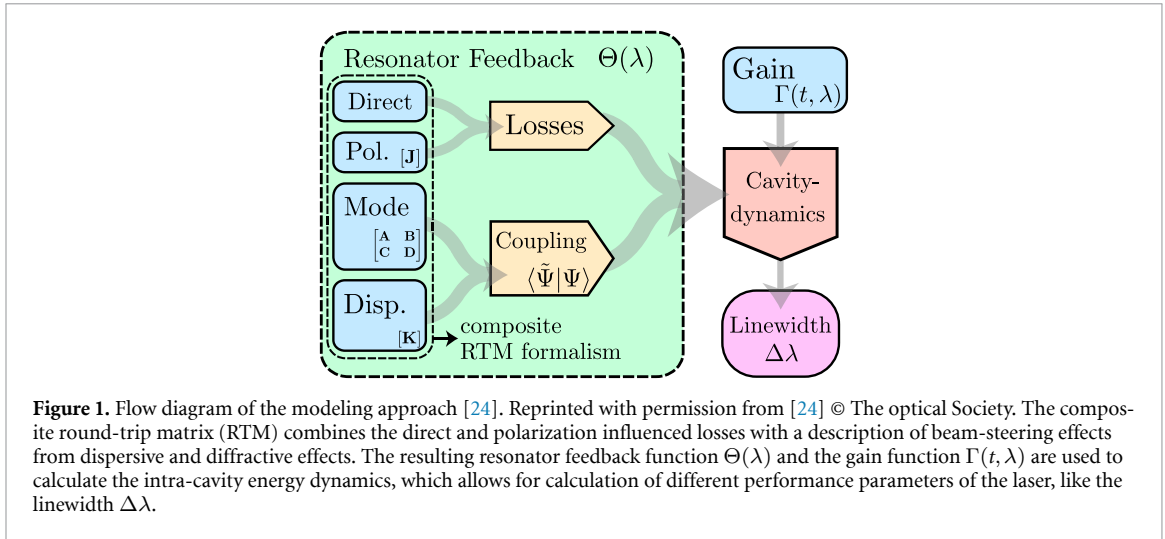 Resonator Feedback Θ(λ)
Direct
Pol. [J]
Mode
[A B
C D]
Disp.
[K]
Losses
Coupling
⟨Ψ̃|Ψ⟩
composite
RTM formalism
Gain
Γ(t, λ)
Cavity-
dynamics
Linewidth
Δλ
Figure 1. Flow diagram of the modeling approach [24]. Reprinted with permission from [24] © The optical Society. The compos-
ite round-trip matrix (RTM) combines the direct and polarization influenced losses with a description of beam-steering effects
from dispersive and diffractive effects. The resulting resonator feedback function Θ(λ) and the gain function Γ(t, λ) are used to
calculate the intra-cavity energy dynamics, which allows for calculation of different performance parameters of the laser, like the
linewidth Δλ.